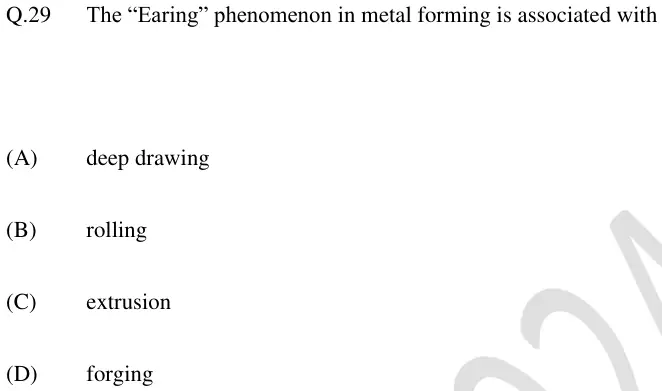 Q.29 The “Earing” phenomenon in metal forming is associated with
(A) deep drawing
(B) rolling
(C) extrusion
(D) forging